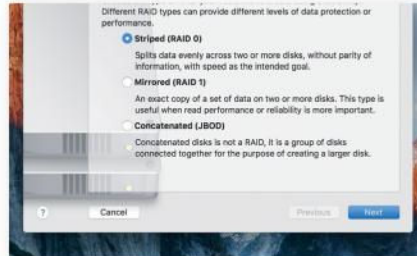 Different RAID types can provide different levels of data protection or
performance.
Striped (RAID 0)
Splits data evenly across two or more disks, without parity of
information, with speed as the intended goal.
Mirrored (RAID 1)
An exact copy of a set of data on two or more disks. This type is
useful when read performance or reliability is more important.
Concatenated (JBOD)
Concatenated disks is not a RAID, it is a group of disks
connected together for the purpose of creating a larger disk.
?
Cancel
Previous
Next